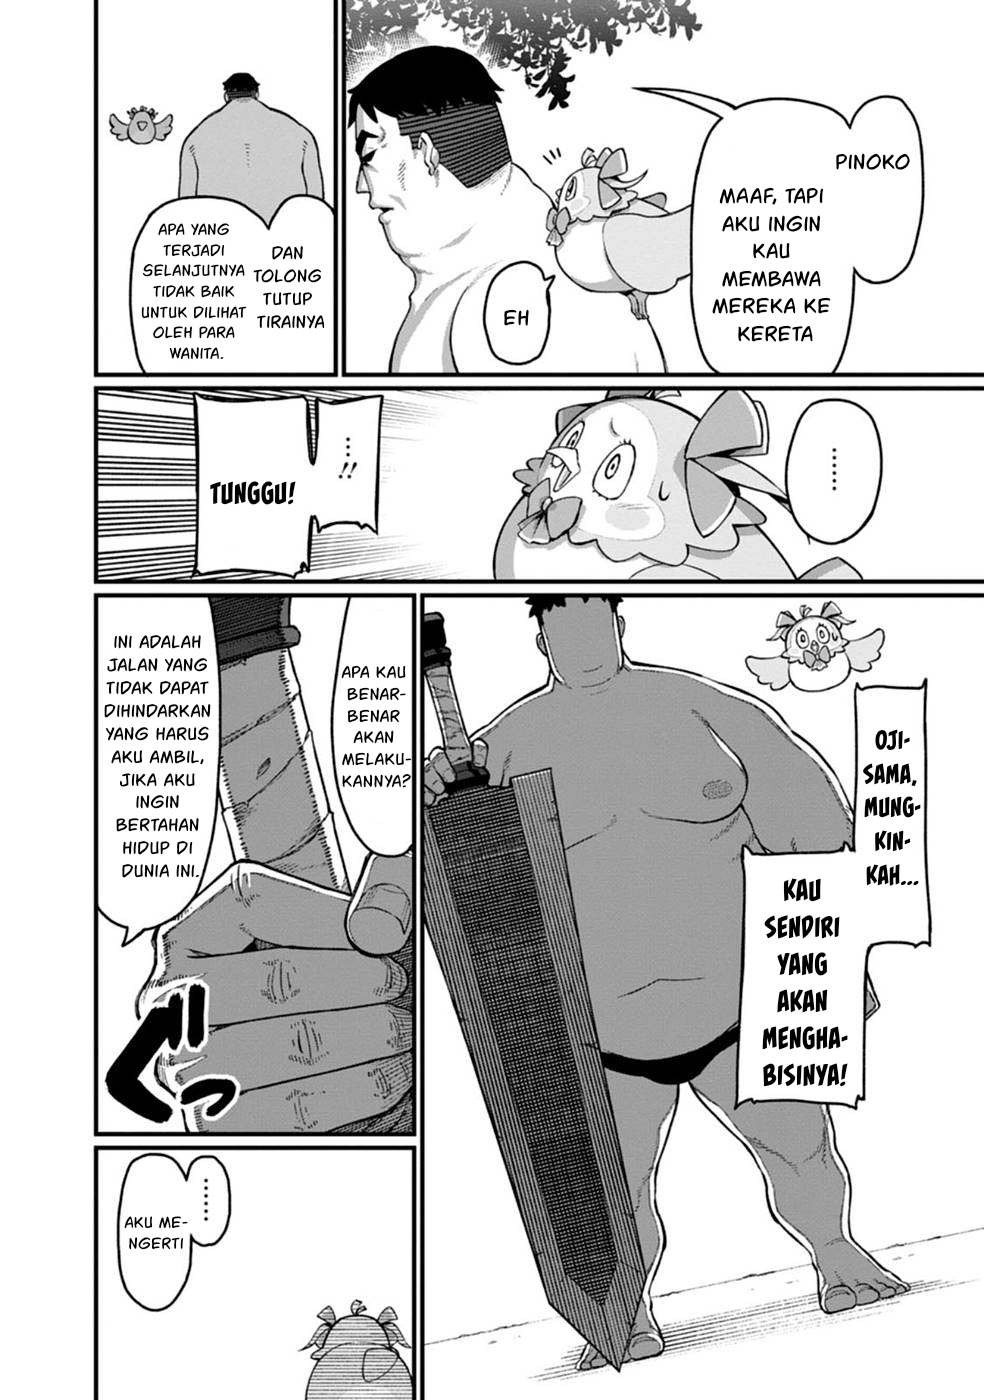 PINOKO
MAAF, TAPI
AKU INGIN
KAU
MEMBAWA
MEREKA KE
KERETA
EH
DAN
TOLONG
TUTUP
TIRAINYA
APA YANG
TERJADI
SELANJUTNYA
TIDAK BAIK
UNTUK DILIHAT
OLEH PARA
WANITA.
......
...!!
TUNGGU!
OJI-
SAMA,
MUNG-
KIN-
KAH...
KAU
SENDIRI
YANG
AKAN
MENGHA-
BISINYA!
APA KAU
BENAR-
BENAR
AKAN
MELAKU-
KANNYA?
INI ADALAH
JALAN YANG
TIDAK DAPAT
DIHINDARKAN
YANG HARUS
AKU AMBIL,
JIKA AKU
INGIN
BERTAHAN
HIDUP DI
DUNIA INI.
ぐっ
......
AKU ME-
NGERTI